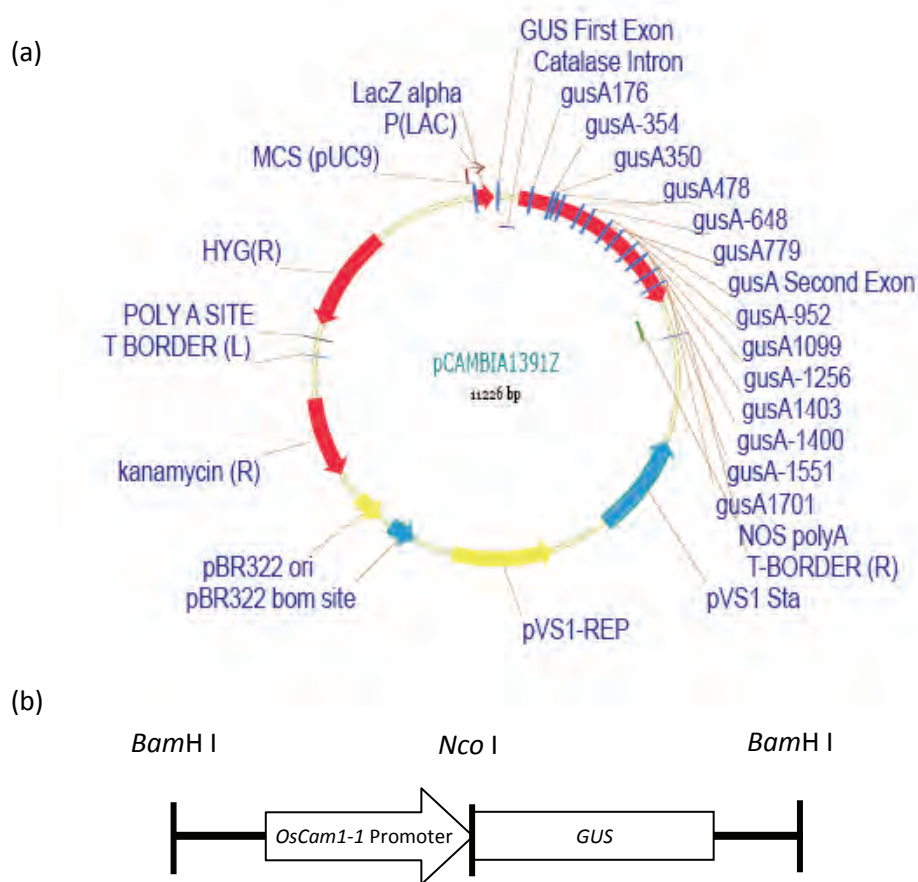 (a)
GUS First Exon
Catalase Intron
LacZ alpha
gusA176
P(LAC)
gusA-354
MCS (pUC9)
gusA350
gusA478
gusA-648
HYG(R)
gusA779
gusA Second Exon
POLY A SITE
gusA-952
T BORDER (L)
gusA1099
pCAMBIA1391Z
gusA-1256
11226 bp
gusA1403
gusA-1400
kanamycin (R)
gusA-1551
gusA1701
NOS polyA
pBR322 ori
T-BORDER (R)
pBR322 bom site
pVS1 Sta
pVS1-REP
(b)
BamH I Nco I BamH I
OsCam1-1 Promoter GUS